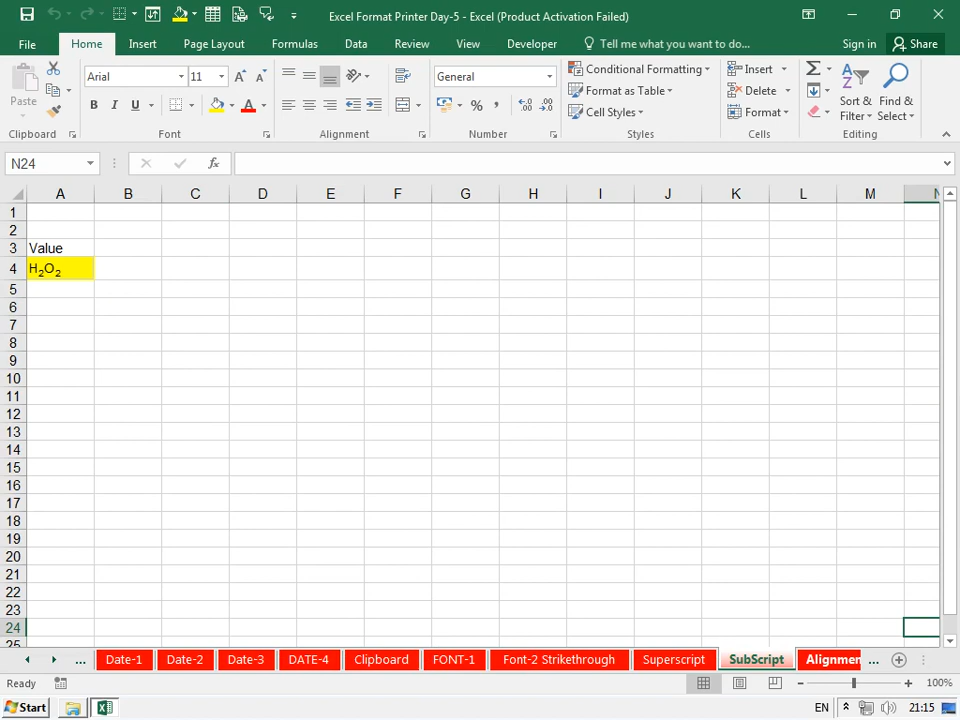 Excel Format Printer Day-5 - Excel (Product Activation Failed)
File Home Insert Page Layout Formulas Data Review View Developer Tell me what you want to do... Sign in Share
Paste
Arial 11 A A
B I U A
General
% ,
Conditional Formatting
Format as Table
Cell Styles
Insert
Delete
Format
Sort & Filter
Find & Select
Clipboard Font Alignment Number Styles Cells Editing
N24 fx
A B C D E F G H I J K L M N
1
2
3 Value
4 H₂O₂
5
6
7
8
9
10
11
12
13
14
15
16
17
18
19
20
21
22
23
24
25
... Date-1 Date-2 Date-3 DATE-4 Clipboard FONT-1 Font-2 Strikethrough Superscript SubScript Alignmen ...
Ready 100%
Start EN 21:15